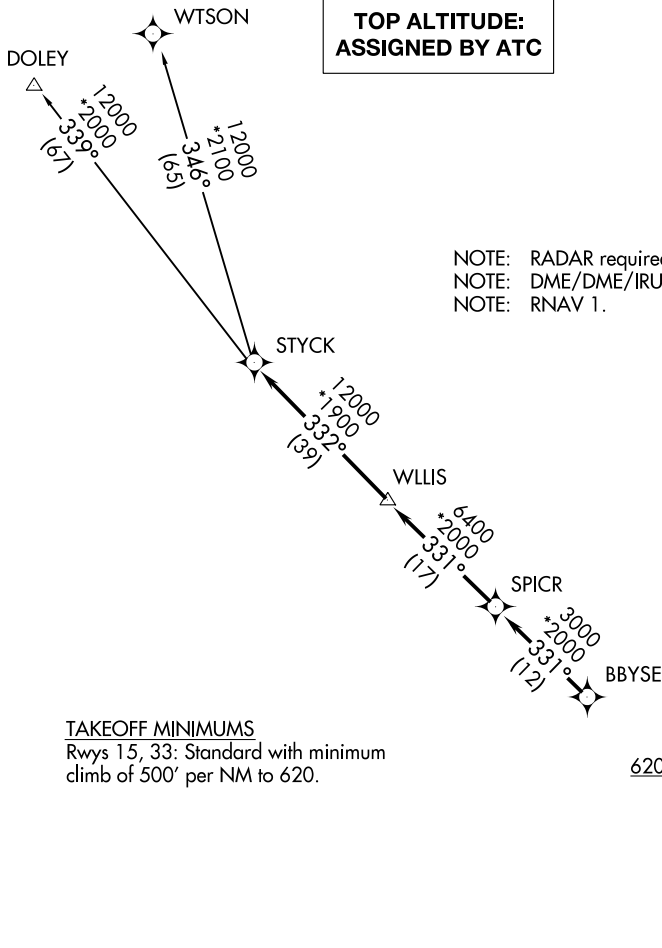 WTSON
TOP ALTITUDE:
ASSIGNED BY ATC
DOLEY
12000
*2000
339°
(67)
12000
*2100
346°
(65)
NOTE: RADAR required
NOTE: DME/DME/IRU
NOTE: RNAV 1.
STYCK
12000
*1900
332°
(39)
WLLIS
6400
*2000
331°
(17)
SPICR
3000
*2000
331°
(12)
BBYSE
TAKEOFF MINIMUMS
Rwys 15, 33: Standard with minimum
climb of 500' per NM to 620.
620